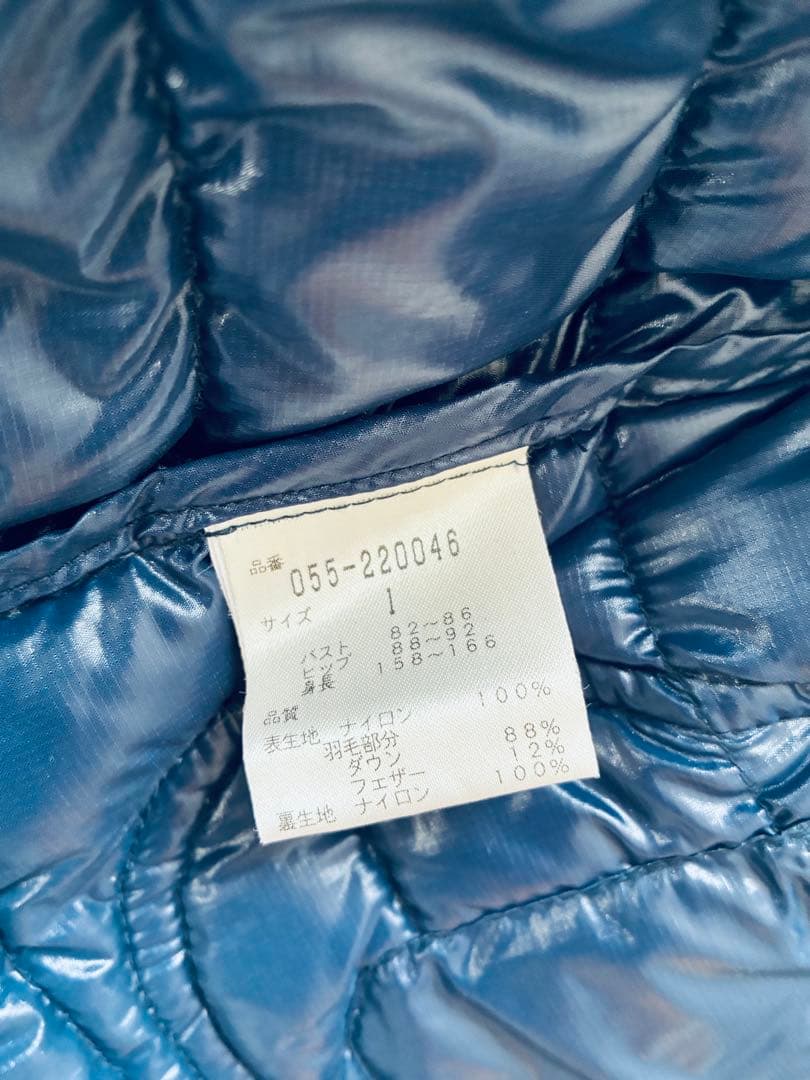 品番 055-220046
サイズ 1
バスト 82~86
ヒップ 88~92
身長 158~166
品質
表生地 ナイロン 100%
羽毛部分
ダウン 88%
フェザー 12%
裏生地 ナイロン 100%